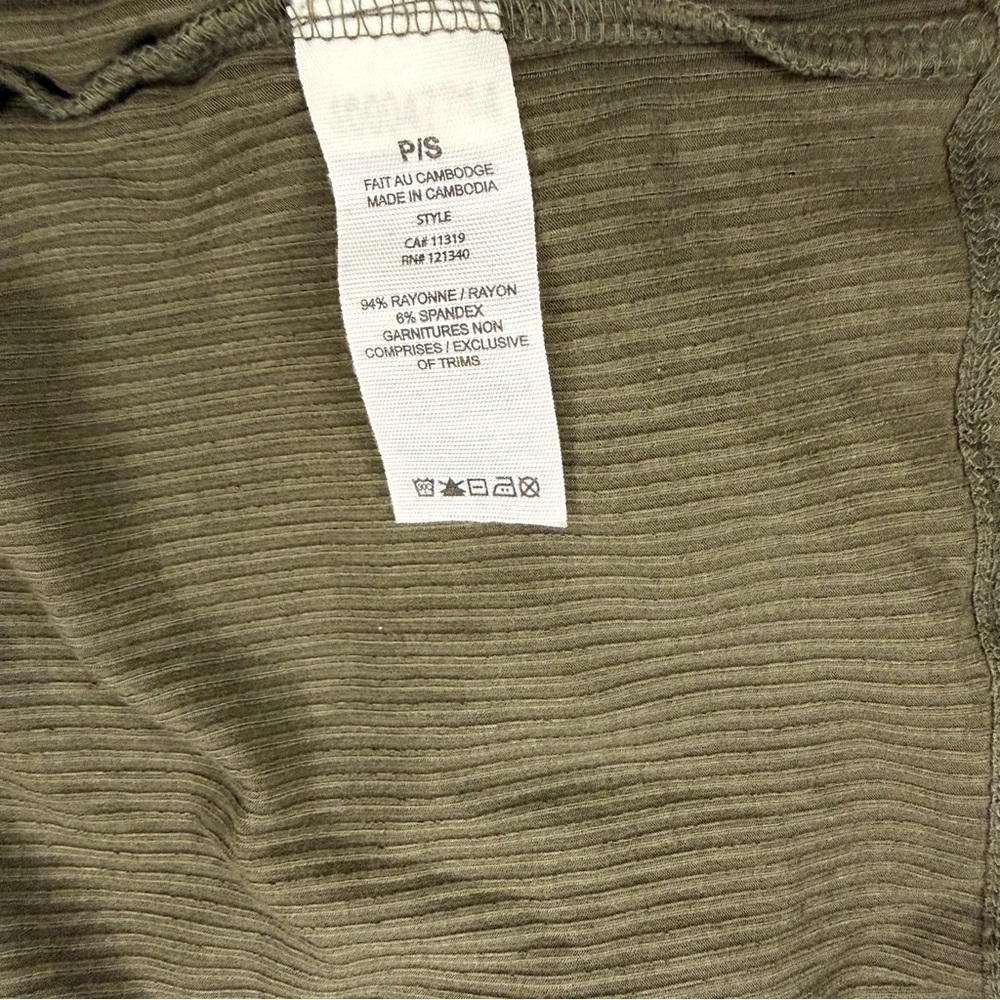 P/S
FAIT AU CAMBODGE
MADE IN CAMBODIA
STYLE
CA# 11319
RN# 121340
94% RAYONNE / RAYON
6% SPANDEX
GARNITURES NON
COMPRISES / EXCLUSIVE
OF TRIMS